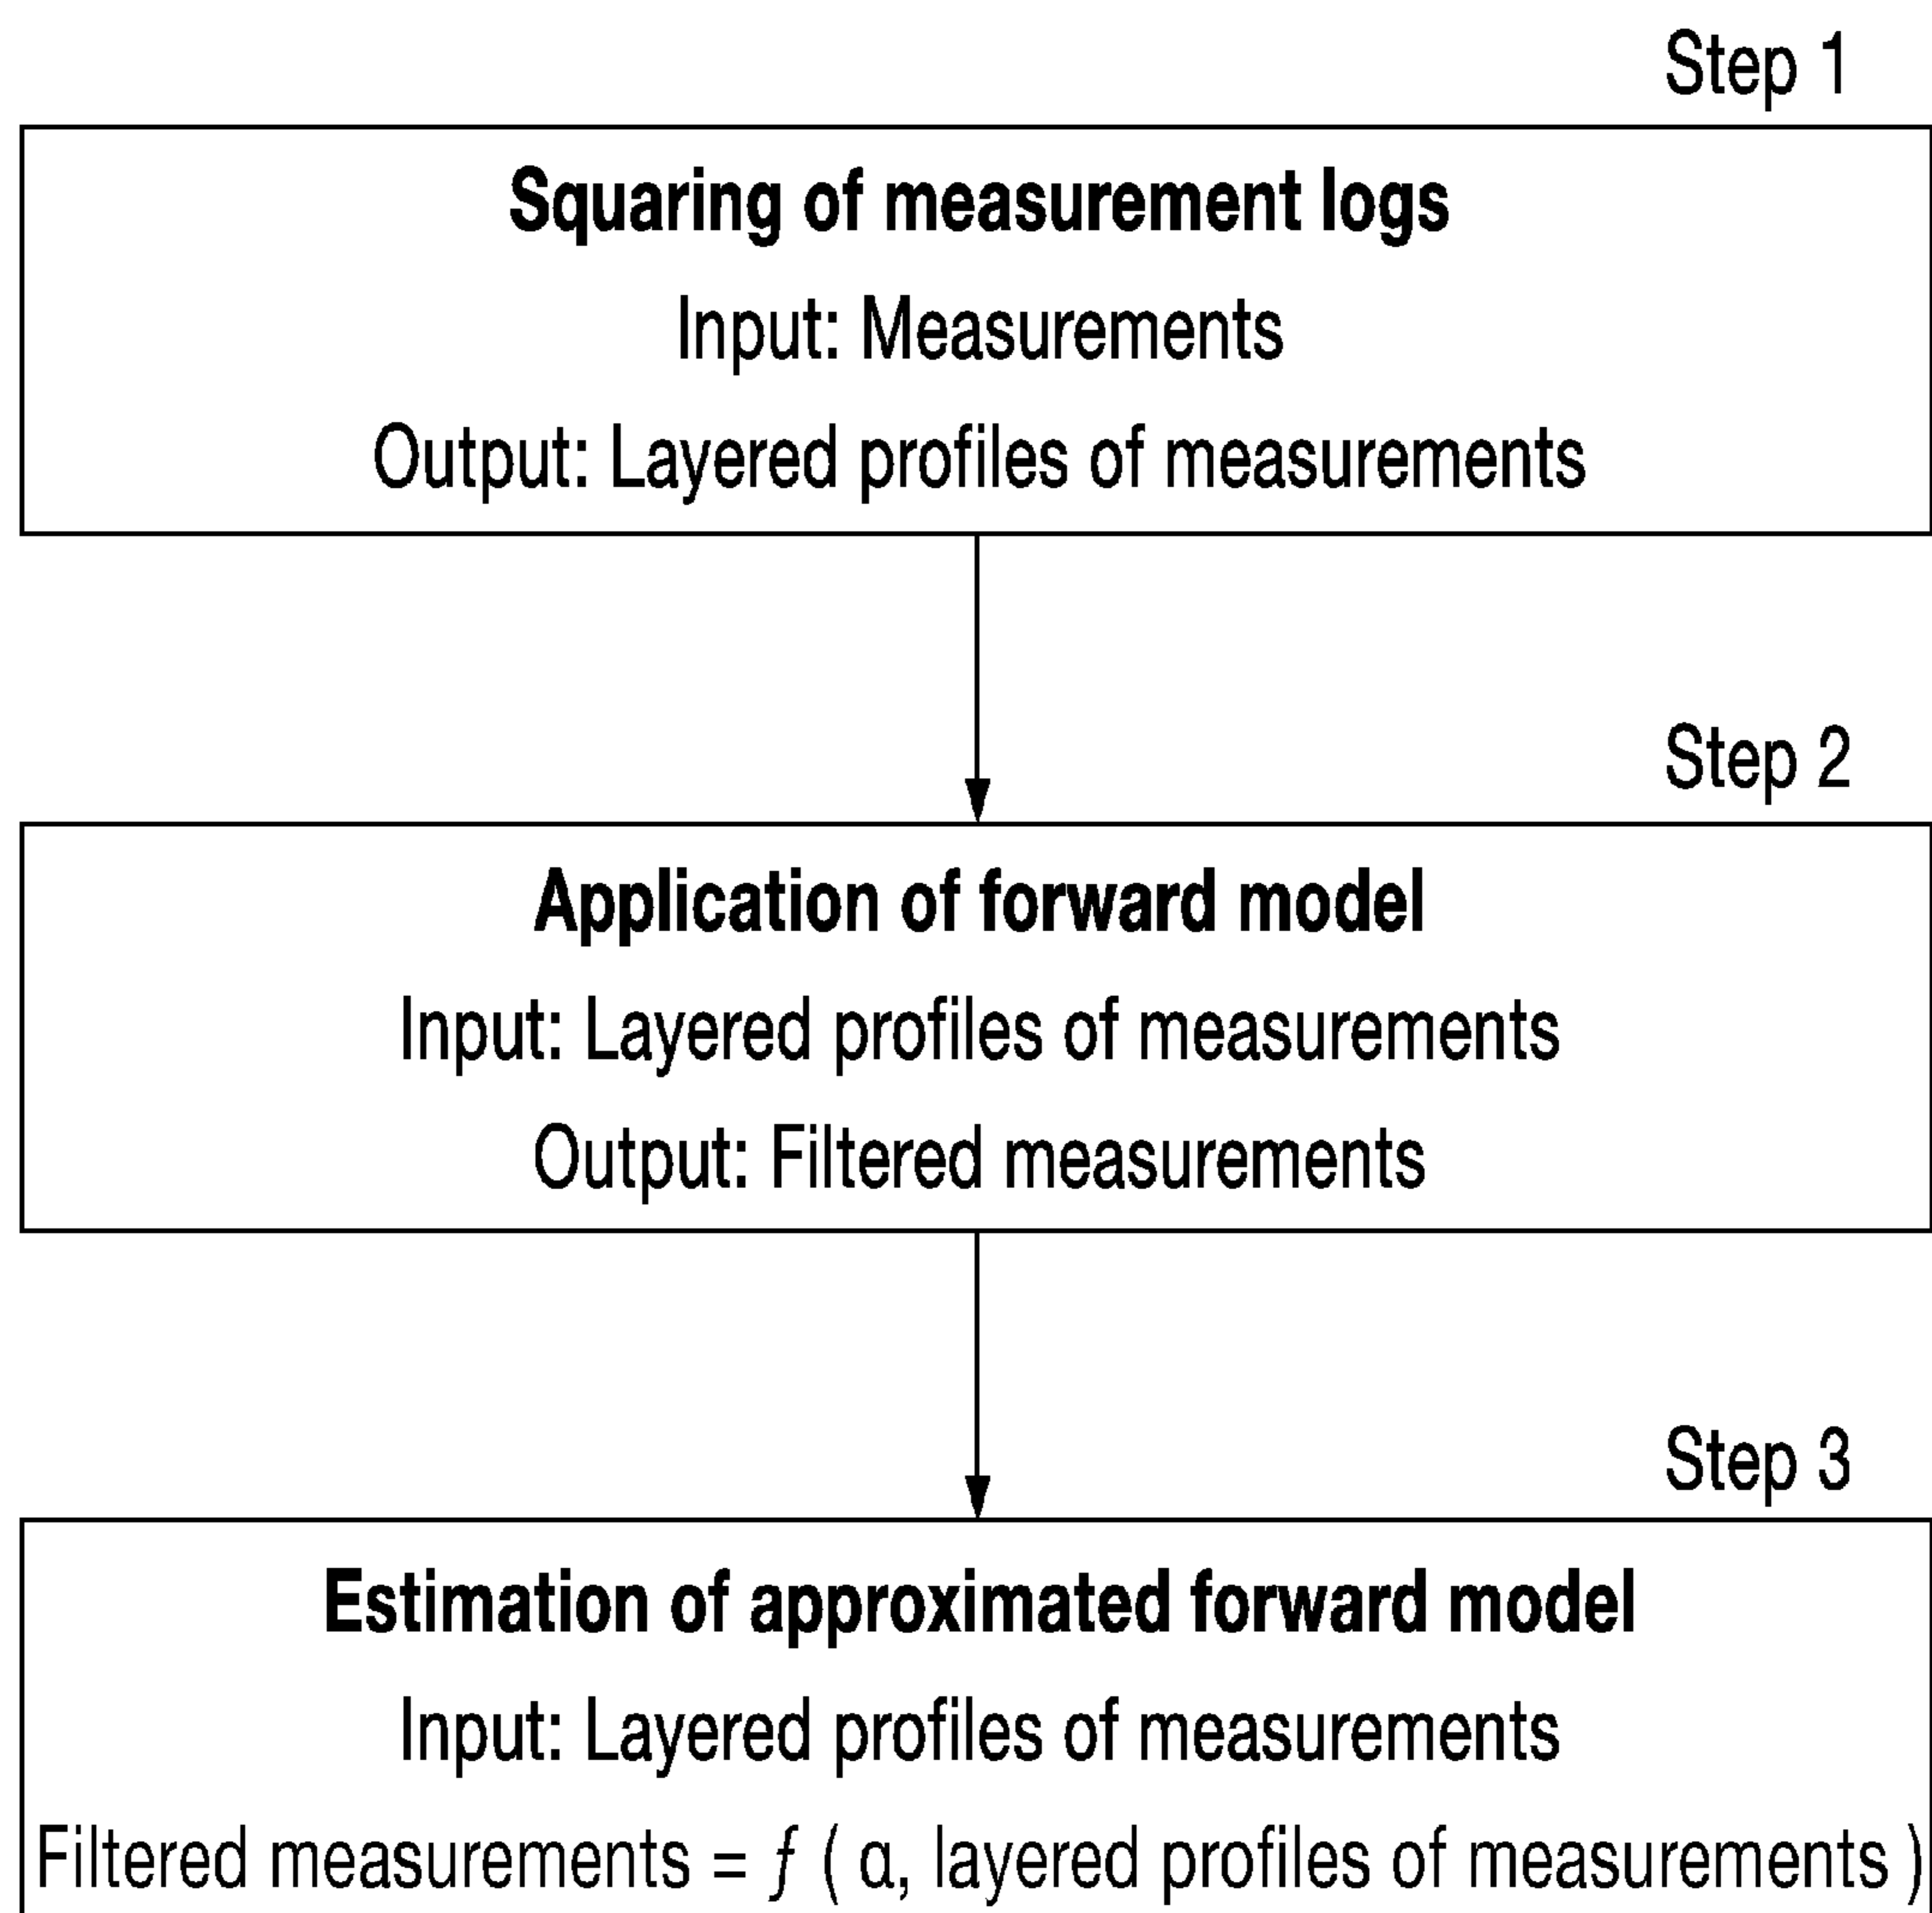 Step 1
Squaring of measurement logs
Input: Measurements
Output: Layered profiles of measurements
Step 2
Application of forward model
Input: Layered profiles of measurements
Output: Filtered measurements
Step 3
Estimation of approximated forward model
Input: Layered profiles of measurements
Filtered measurements = ƒ ( α, layered profiles of measurements )